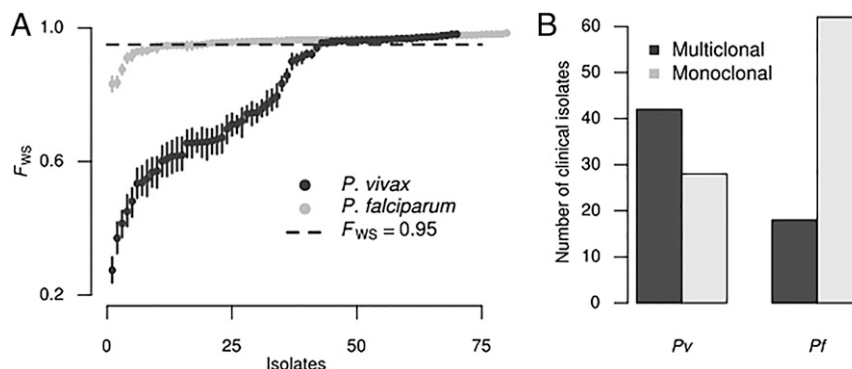 A
1.0
0.6
0.2
F_WS
P. vivax
P. falciparum
F_WS = 0.95
0 25 50 75
Isolates
B
60
50
40
30
20
10
0
Number of clinical isolates
Multiclonal
Monoclonal
Pv Pf